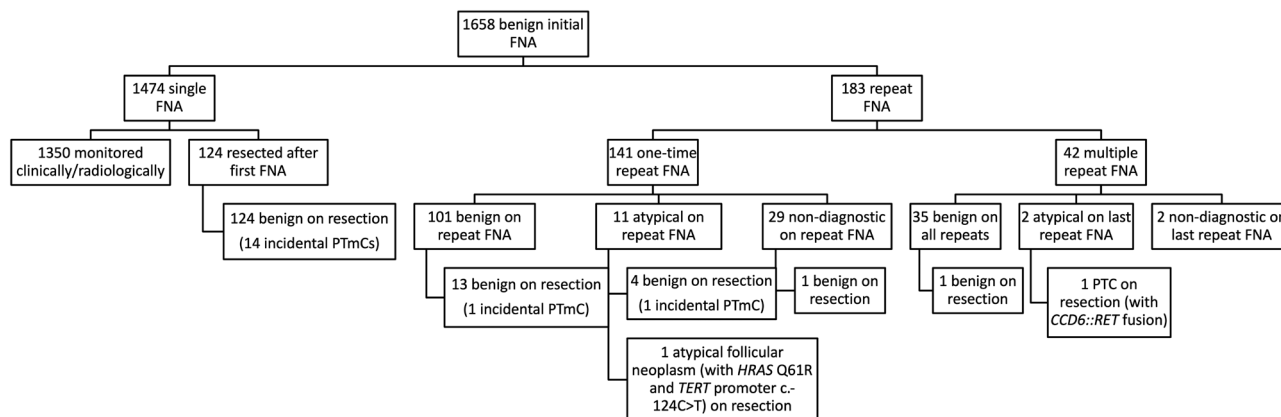 1658 benign initial
FNA
1474 single
FNA
183 repeat
FNA
1350 monitored
clinically/radiologically
124 resected after
first FNA
141 one-time
repeat FNA
42 multiple
repeat FNA
124 benign on resection
(14 incidental PTmCs)
101 benign on
repeat FNA
11 atypical on
repeat FNA
29 non-diagnostic
on repeat FNA
35 benign on
all repeats
2 atypical on last
repeat FNA
2 non-diagnostic on
last repeat FNA
13 benign on resection
(1 incidental PTmC)
4 benign on resection
(1 incidental PTmC)
1 benign on
resection
1 benign on
resection
1 PTC on
resection (with
CCD6::RET fusion)
1 atypical follicular
neoplasm (with HRAS Q61R
and TERT promoter c.-
124C>T) on resection